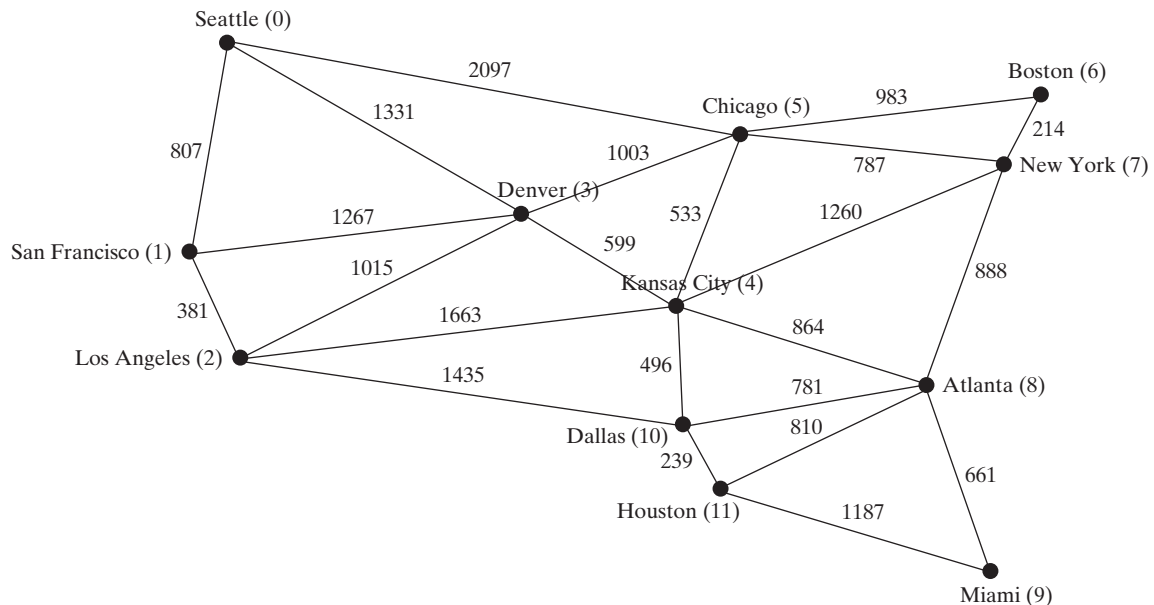 Seattle (0)
2097
Boston (6)
983
Chicago (5)
1331
214
807
1003
787
New York (7)
Denver (3)
1267
533
1260
599
San Francisco (1)
1015
888
Kansas City (4)
381
1663
864
Los Angeles (2)
496
1435
781
Atlanta (8)
810
Dallas (10)
239
661
Houston (11)
1187
Miami (9)